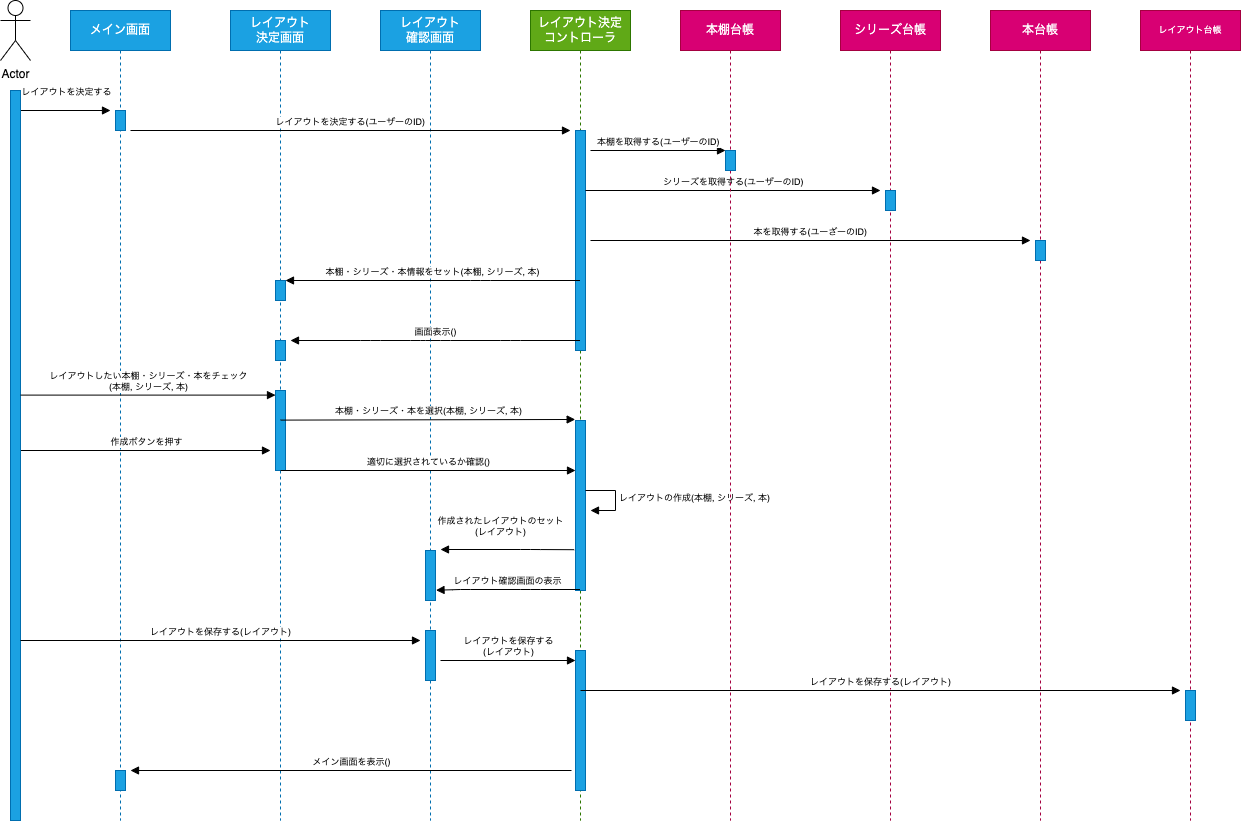 メイン画面
レイアウト
決定画面
レイアウト
確認画面
レイアウト決定
コントローラ
本棚台帳
シリーズ台帳
本台帳
レイアウト台帳
Actor
レイアウトを決定する
レイアウトを決定する(ユーザーのID)
本棚を取得する(ユーザーのID)
シリーズを取得する(ユーザーのID)
本を取得する(ユーざーのID)
本棚・シリーズ・本情報をセット(本棚, シリーズ, 本)
画面表示()
レイアウトしたい本棚・シリーズ・本をチェック
(本棚, シリーズ, 本)
本棚・シリーズ・本を選択(本棚, シリーズ, 本)
作成ボタンを押す
適切に選択されているか確認()
レイアウトの作成(本棚, シリーズ, 本)
作成されたレイアウトのセット
(レイアウト)
レイアウト確認画面の表示
レイアウトを保存する(レイアウト)
レイアウトを保存する
(レイアウト)
レイアウトを保存する(レイアウト)
メイン画面を表示()